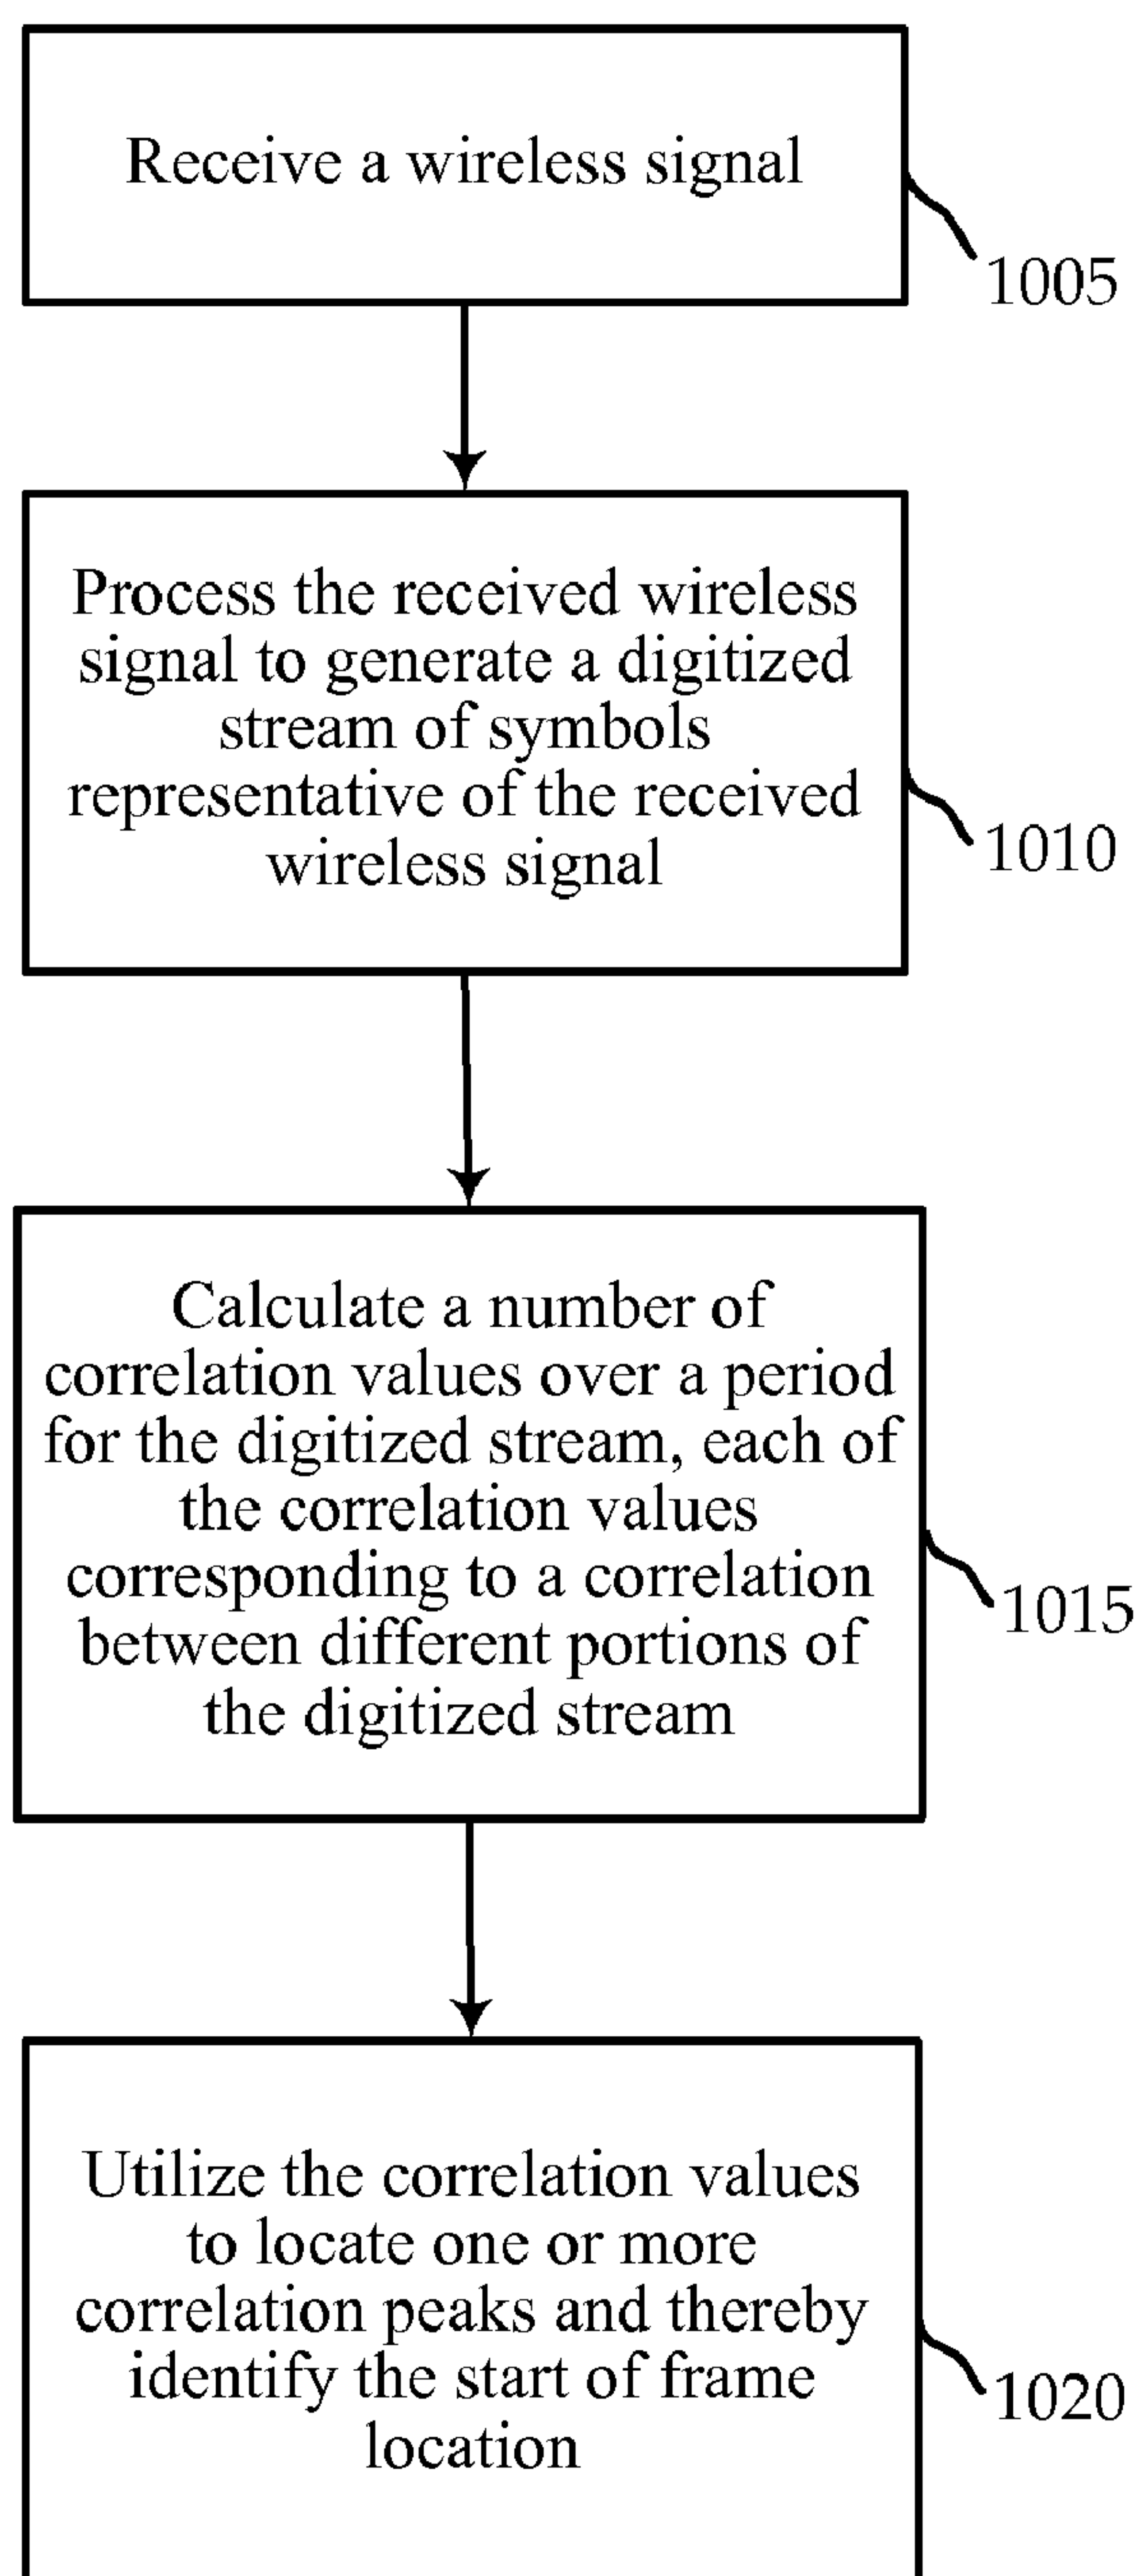 Receive a wireless signal
1005
Process the received wireless
signal to generate a digitized
stream of symbols
representative of the received
wireless signal
1010
Calculate a number of
correlation values over a period
for the digitized stream, each of
the correlation values
corresponding to a correlation
between different portions of
the digitized stream
1015
Utilize the correlation values
to locate one or more
correlation peaks and thereby
identify the start of frame
location
1020